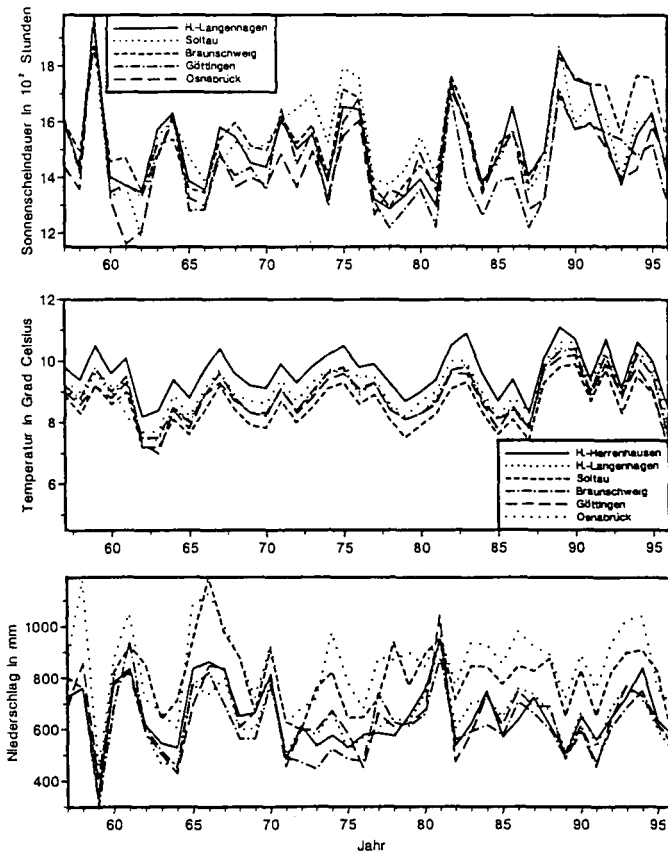 Sonnenscheindauer in 10² Stunden
18
16
14
12
H.-Langenhagen
Soltau
Braunschweig
Göttingen
Osnabrück
60 65 70 75 80 85 90 95
Temperatur in Grad Celsius
12
10
8
6
H.-Herrenhausen
H.-Langenhagen
Soltau
Braunschweig
Göttingen
Osnabrück
60 65 70 75 80 85 90 95
Niederschlag in mm
1000
800
600
400
60 65 70 75 80 85 90 95
Jahr